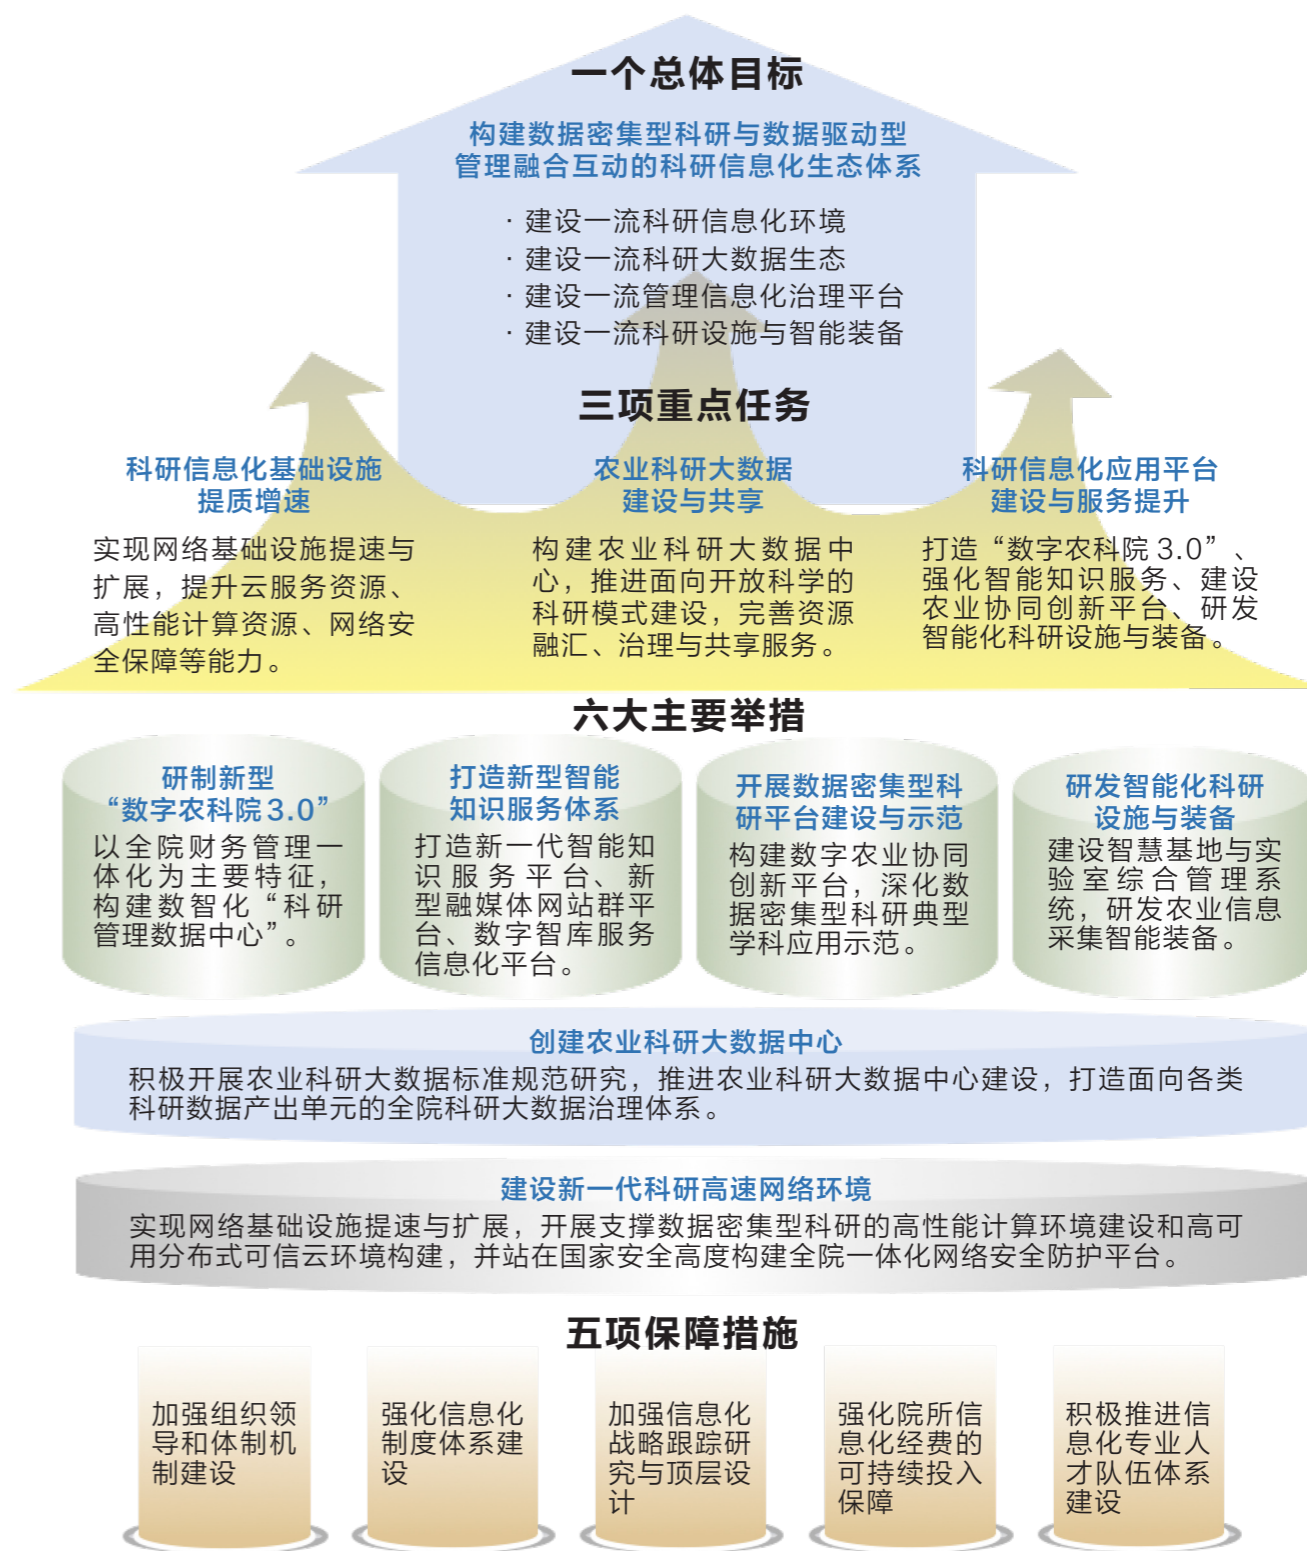 一个总体目标
构建数据密集型科研与数据驱动型
管理融合互动的科研信息化生态体系
· 建设一流科研信息化环境
· 建设一流科研大数据生态
· 建设一流管理信息化治理平台
· 建设一流科研设施与智能装备
三项重点任务
科研信息化基础设施
提质增速
实现网络基础设施提速与
扩展，提升云服务资源、
高性能计算资源、网络安
全保障等能力。
农业科研大数据
建设与共享
构建农业科研大数据中
心，推进面向开放科学的
科研模式建设，完善资源
融汇、治理与共享服务。
科研信息化应用平台
建设与服务提升
打造“数字农科院3.0”、
强化智能知识服务、建设
农业协同创新平台、研发
智能化科研设施与装备。
六大主要举措
研制新型
“数字农科院3.0”
以全院财务管理一
体化为主要特征，
构建数智化“科研
管理数据中心”。
打造新型智能
知识服务体系
打造新一代智能知
识服务平台、新
型融媒体网站群平
台、数字智库服务
信息化平台。
开展数据密集型科
研平台建设与示范
构建数字农业协同
创新平台，深化数
据密集型科研典型
学科应用示范。
研发智能化科研
设施与装备
建设智慧基地与实
验室综合管理系
统，研发农业信息
采集智能装备。
创建农业科研大数据中心
积极开展农业科研大数据标准规范研究，推进农业科研大数据中心建设，打造面向各类
科研数据产出单元的全院科研大数据治理体系。
建设新一代科研高速网络环境
实现网络基础设施提速与扩展，开展支撑数据密集型科研的高性能计算环境建设和高可
用分布式可信云环境构建，并站在国家安全高度构建全院一体化网络安全防护平台。
五项保障措施
加强组织领
导和体制机
制建设
强化信息化
制度体系建
设
加强信息化
战略跟踪研
究与顶层设
计
强化院所信
息化经费的
可持续投入
保障
积极推进信
息化专业人
才队伍体系
建设